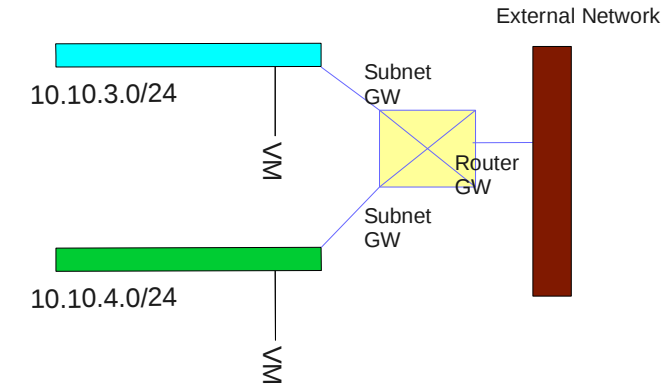 External Network
Subnet
GW
10.10.3.0/24
VM
Router
GW
Subnet
GW
10.10.4.0/24
VM